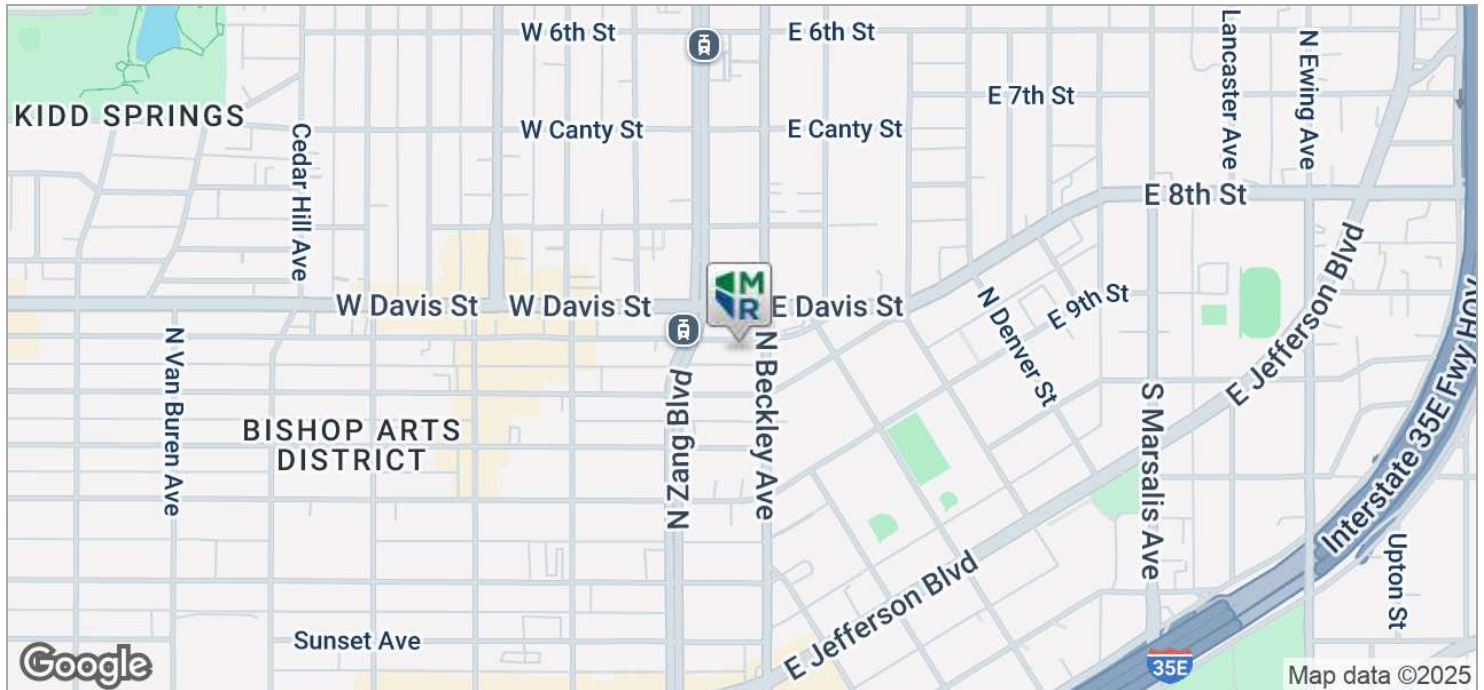 W 6th St
E 6th St
Lancaster Ave
N Ewing Ave
E 7th St
KIDD SPRINGS
W Canty St
E Canty St
Cedar Hill Ave
E 8th St
E Jefferson Blvd
M
R
W Davis St
W Davis St
E Davis St
N Denver St
E 9th St
N Van Buren Ave
N Zang Blvd
N Beckley Ave
BISHOP ARTS
DISTRICT
S Marsalis Ave
Interstate 35E Fwy
Upton St
E Jefferson Blvd
Sunset Ave
35E
Google
Map data ©2025